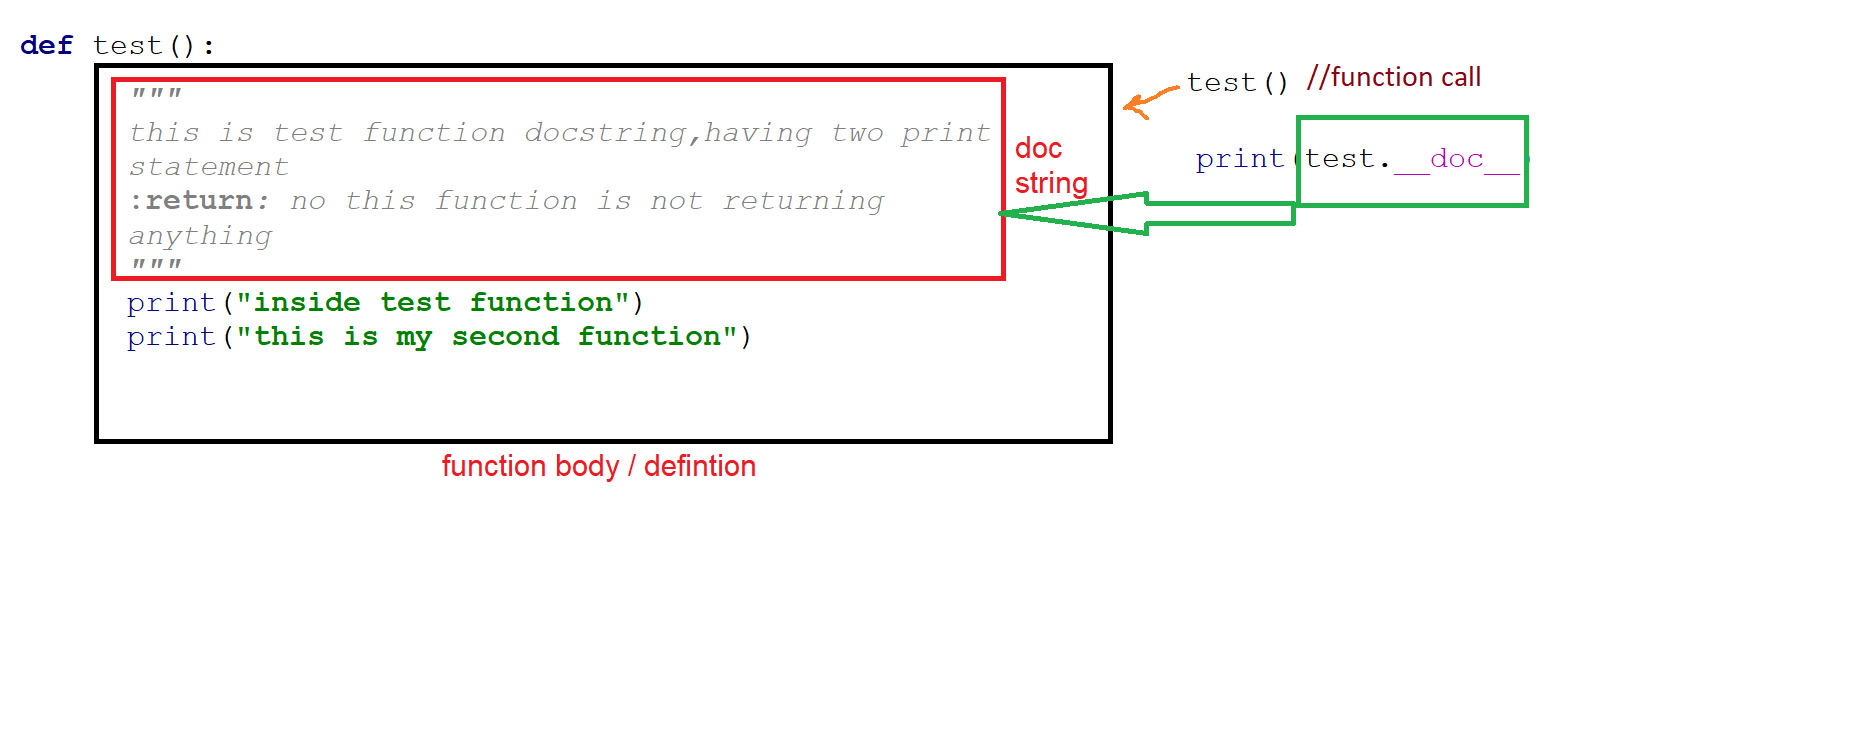 def test():
"""
this is test function docstring,having two print
statement
:return: no this function is not returning
anything
"""
print("inside test function")
print("this is my second function")
doc
string
function body / defintion
test() //function call
print(test.__doc__)